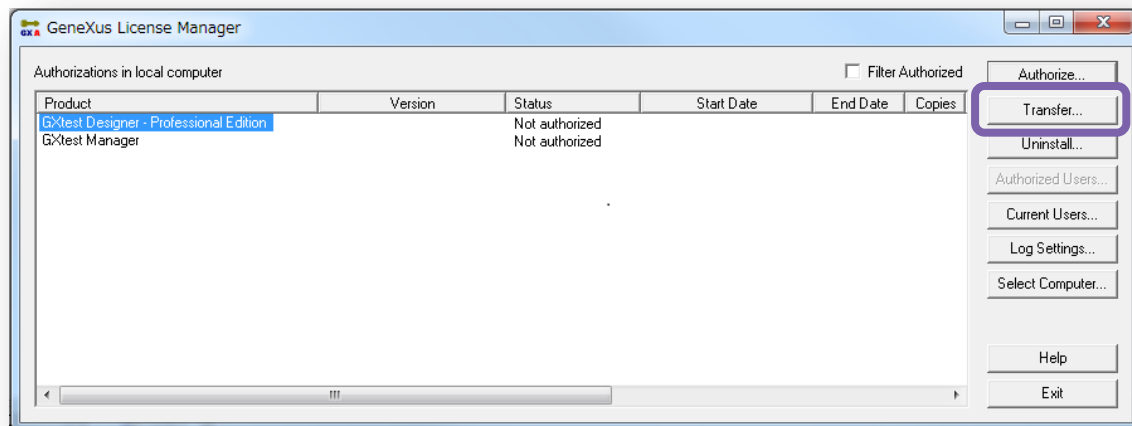 GXA GeneXus License Manager
Authorizations in local computer
Filter Authorized
Product Version Status Start Date End Date Copies
GXtest Designer - Professional Edition Not authorized
GXtest Manager Not authorized
Authorize...
Transfer...
Uninstall...
Authorized Users...
Current Users...
Log Settings...
Select Computer...
Help
Exit